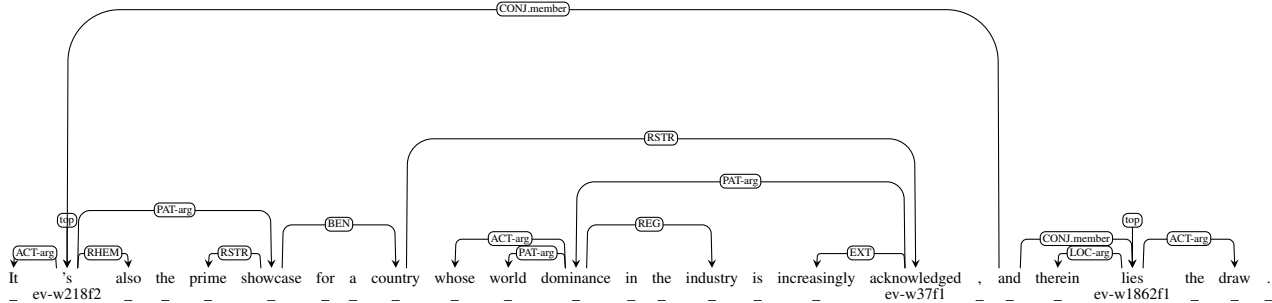 CONJ.member
RSTR
PAT-arg
PAT-arg
top
top
BEN
REG
ACT-arg
CONJ.member
ACT-arg
ACT-arg
RHEM
RSTR
PAT-arg
EXT
LOC-arg
It 's also the prime showcase for a country whose world dominance in the industry is increasingly acknowledged , and therein lies the draw .
ev-w218f2 ev-w37f1 ev-w1862f1
_ _ _ _ _ _ _ _ _ _ _ _ _ _ _ _ _ _ _ _ _ _ _ _ _